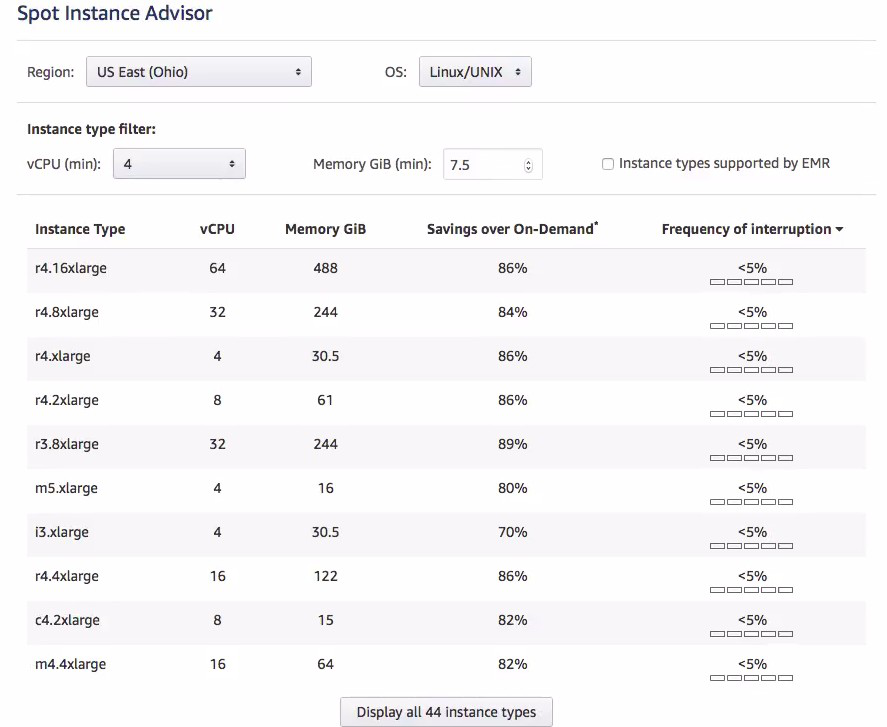 Spot Instance Advisor
Region: US East (Ohio) OS: Linux/UNIX
Instance type filter:
vCPU (min): 4 Memory GiB (min): 7.5 Instance types supported by EMR
Instance Type vCPU Memory GiB Savings over On-Demand* Frequency of interruption
r4.16xlarge 64 488 86% <5%
r4.8xlarge 32 244 84% <5%
r4.xlarge 4 30.5 86% <5%
r4.2xlarge 8 61 86% <5%
r3.8xlarge 32 244 89% <5%
m5.xlarge 4 16 80% <5%
i3.xlarge 4 30.5 70% <5%
r4.4xlarge 16 122 86% <5%
c4.2xlarge 8 15 82% <5%
m4.4xlarge 16 64 82% <5%
Display all 44 instance types